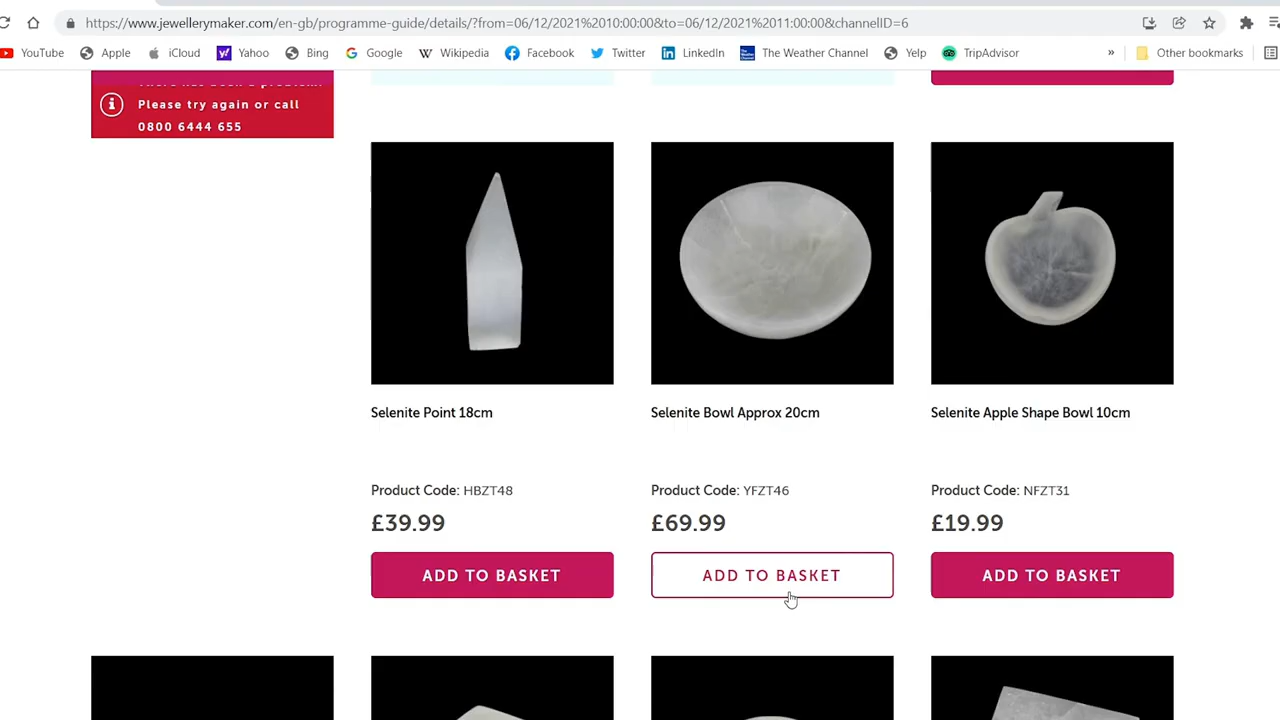 https://www.jewellerymaker.com/en-gb/programme-guide/details/?from=06/12/2021%2010:00:00&to=06/12/2021%2011:00:00&channelID=6
YouTube Apple iCloud Yahoo Bing Google Wikipedia Facebook Twitter LinkedIn The Weather Channel Yelp TripAdvisor » Other bookmarks
Please try again or call
0800 6444 655
Selenite Point 18cm
Product Code: HBZT48
£39.99
ADD TO BASKET
Selenite Bowl Approx 20cm
Product Code: YFZT46
£69.99
ADD TO BASKET
Selenite Apple Shape Bowl 10cm
Product Code: NFZT31
£19.99
ADD TO BASKET